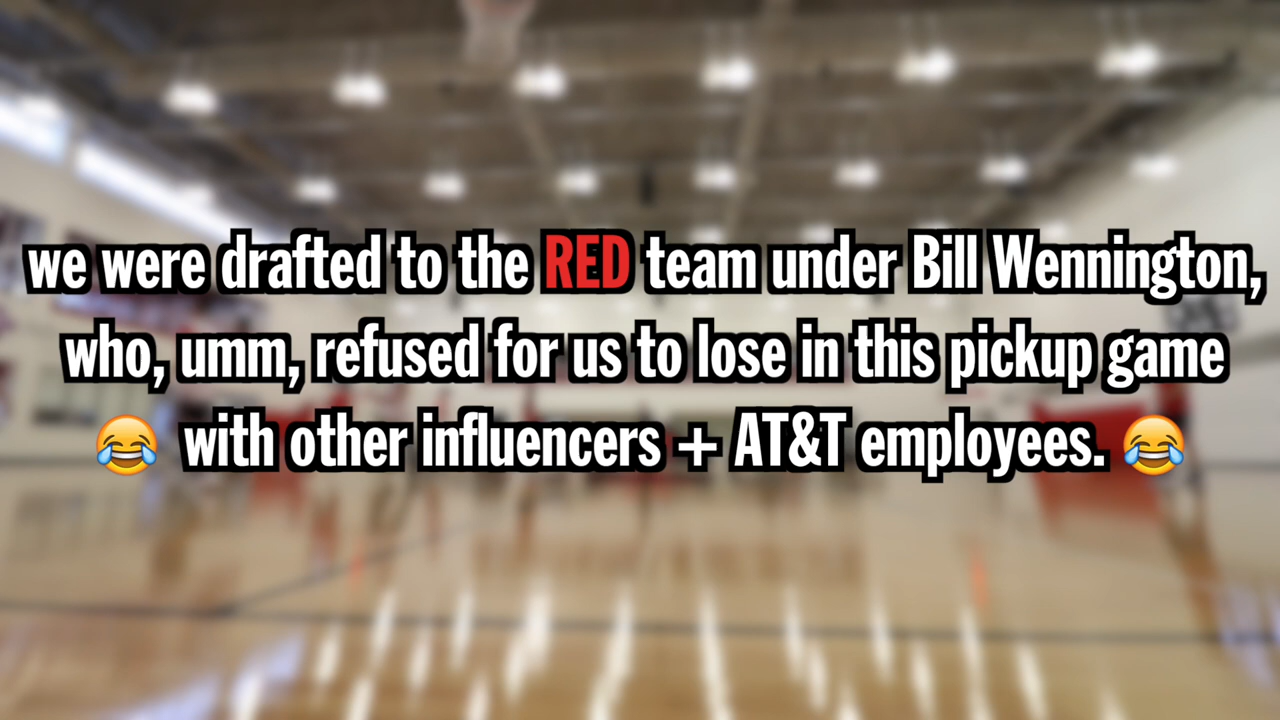 we were drafted to the RED team under Bill Wennington,
who, umm, refused for us to lose in this pickup game
😂 with other influencers + AT&T employees. 😂